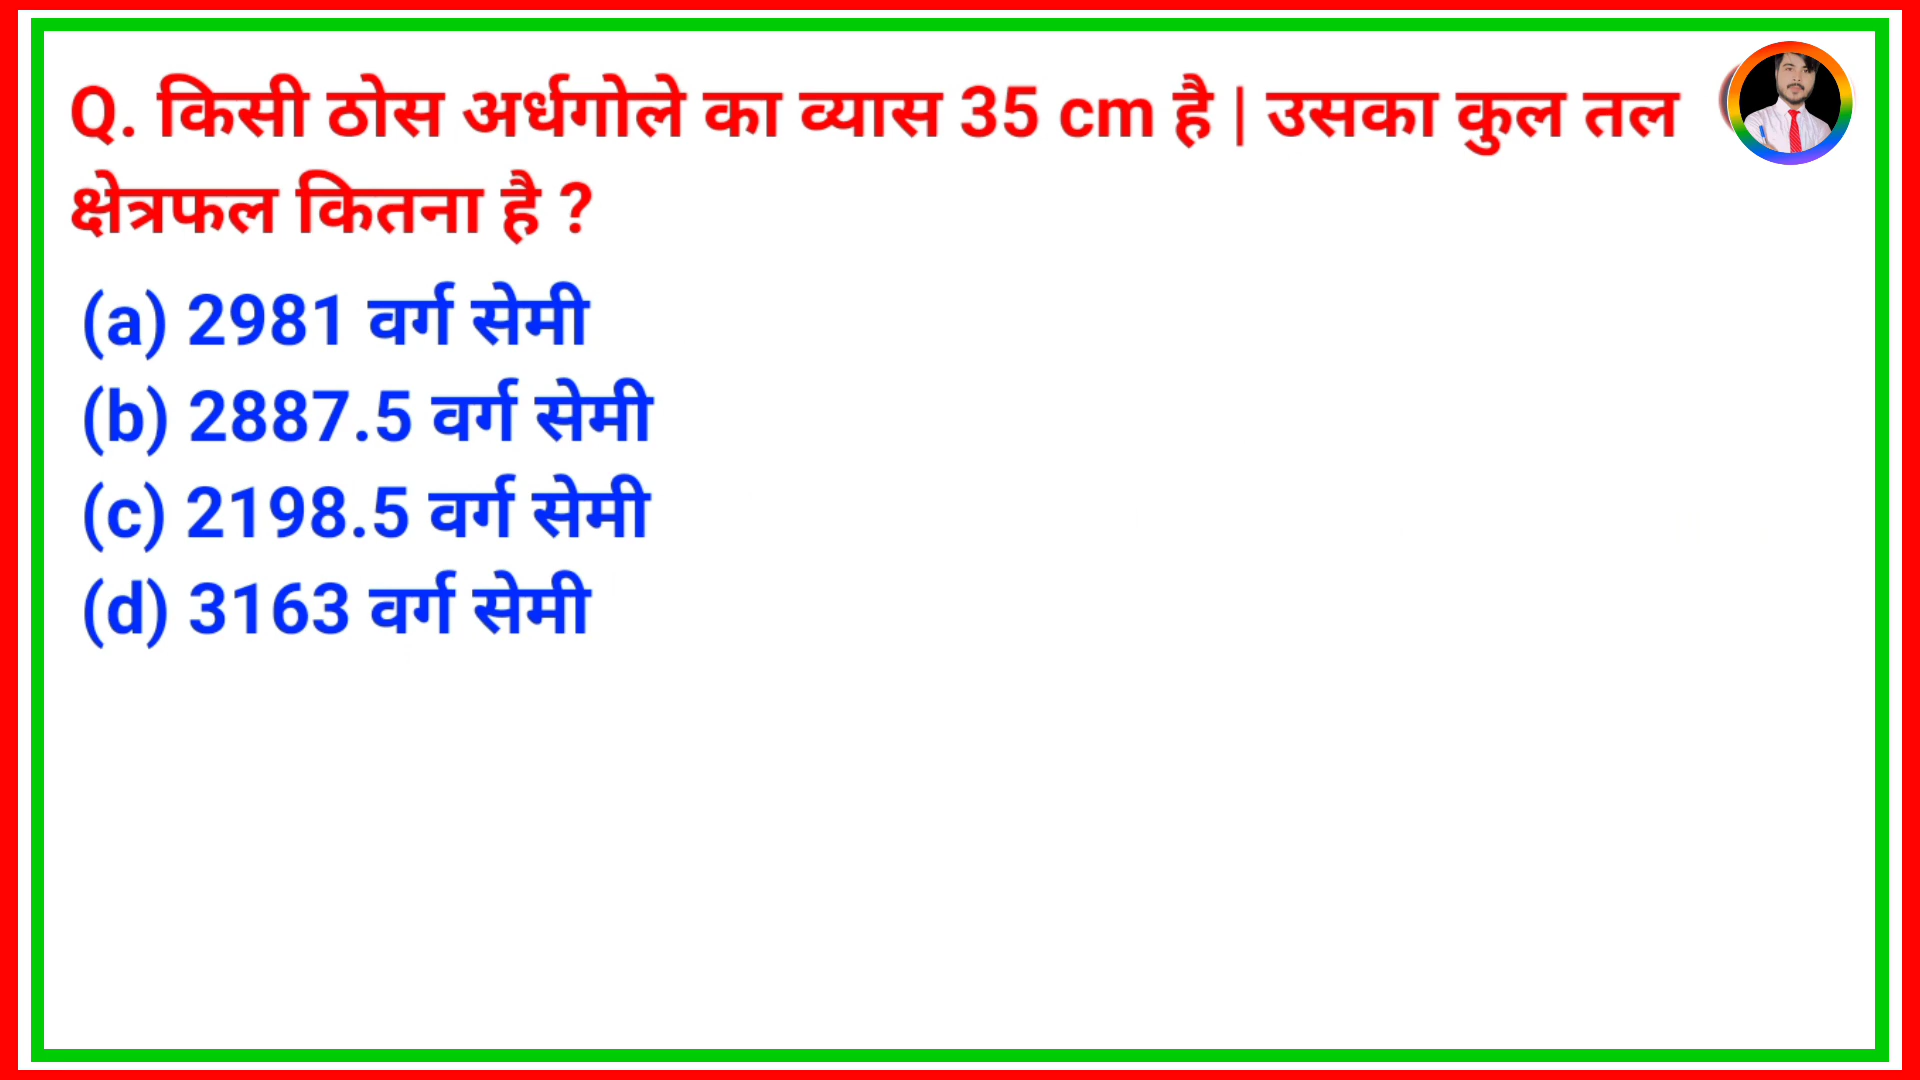 Q. किसी ठोस अर्धगोले का व्यास 35 cm है | उसका कुल तल
क्षेत्रफल कितना है ?
(a) 2981 वर्ग सेमी
(b) 2887.5 वर्ग सेमी
(c) 2198.5 वर्ग सेमी
(d) 3163 वर्ग सेमी